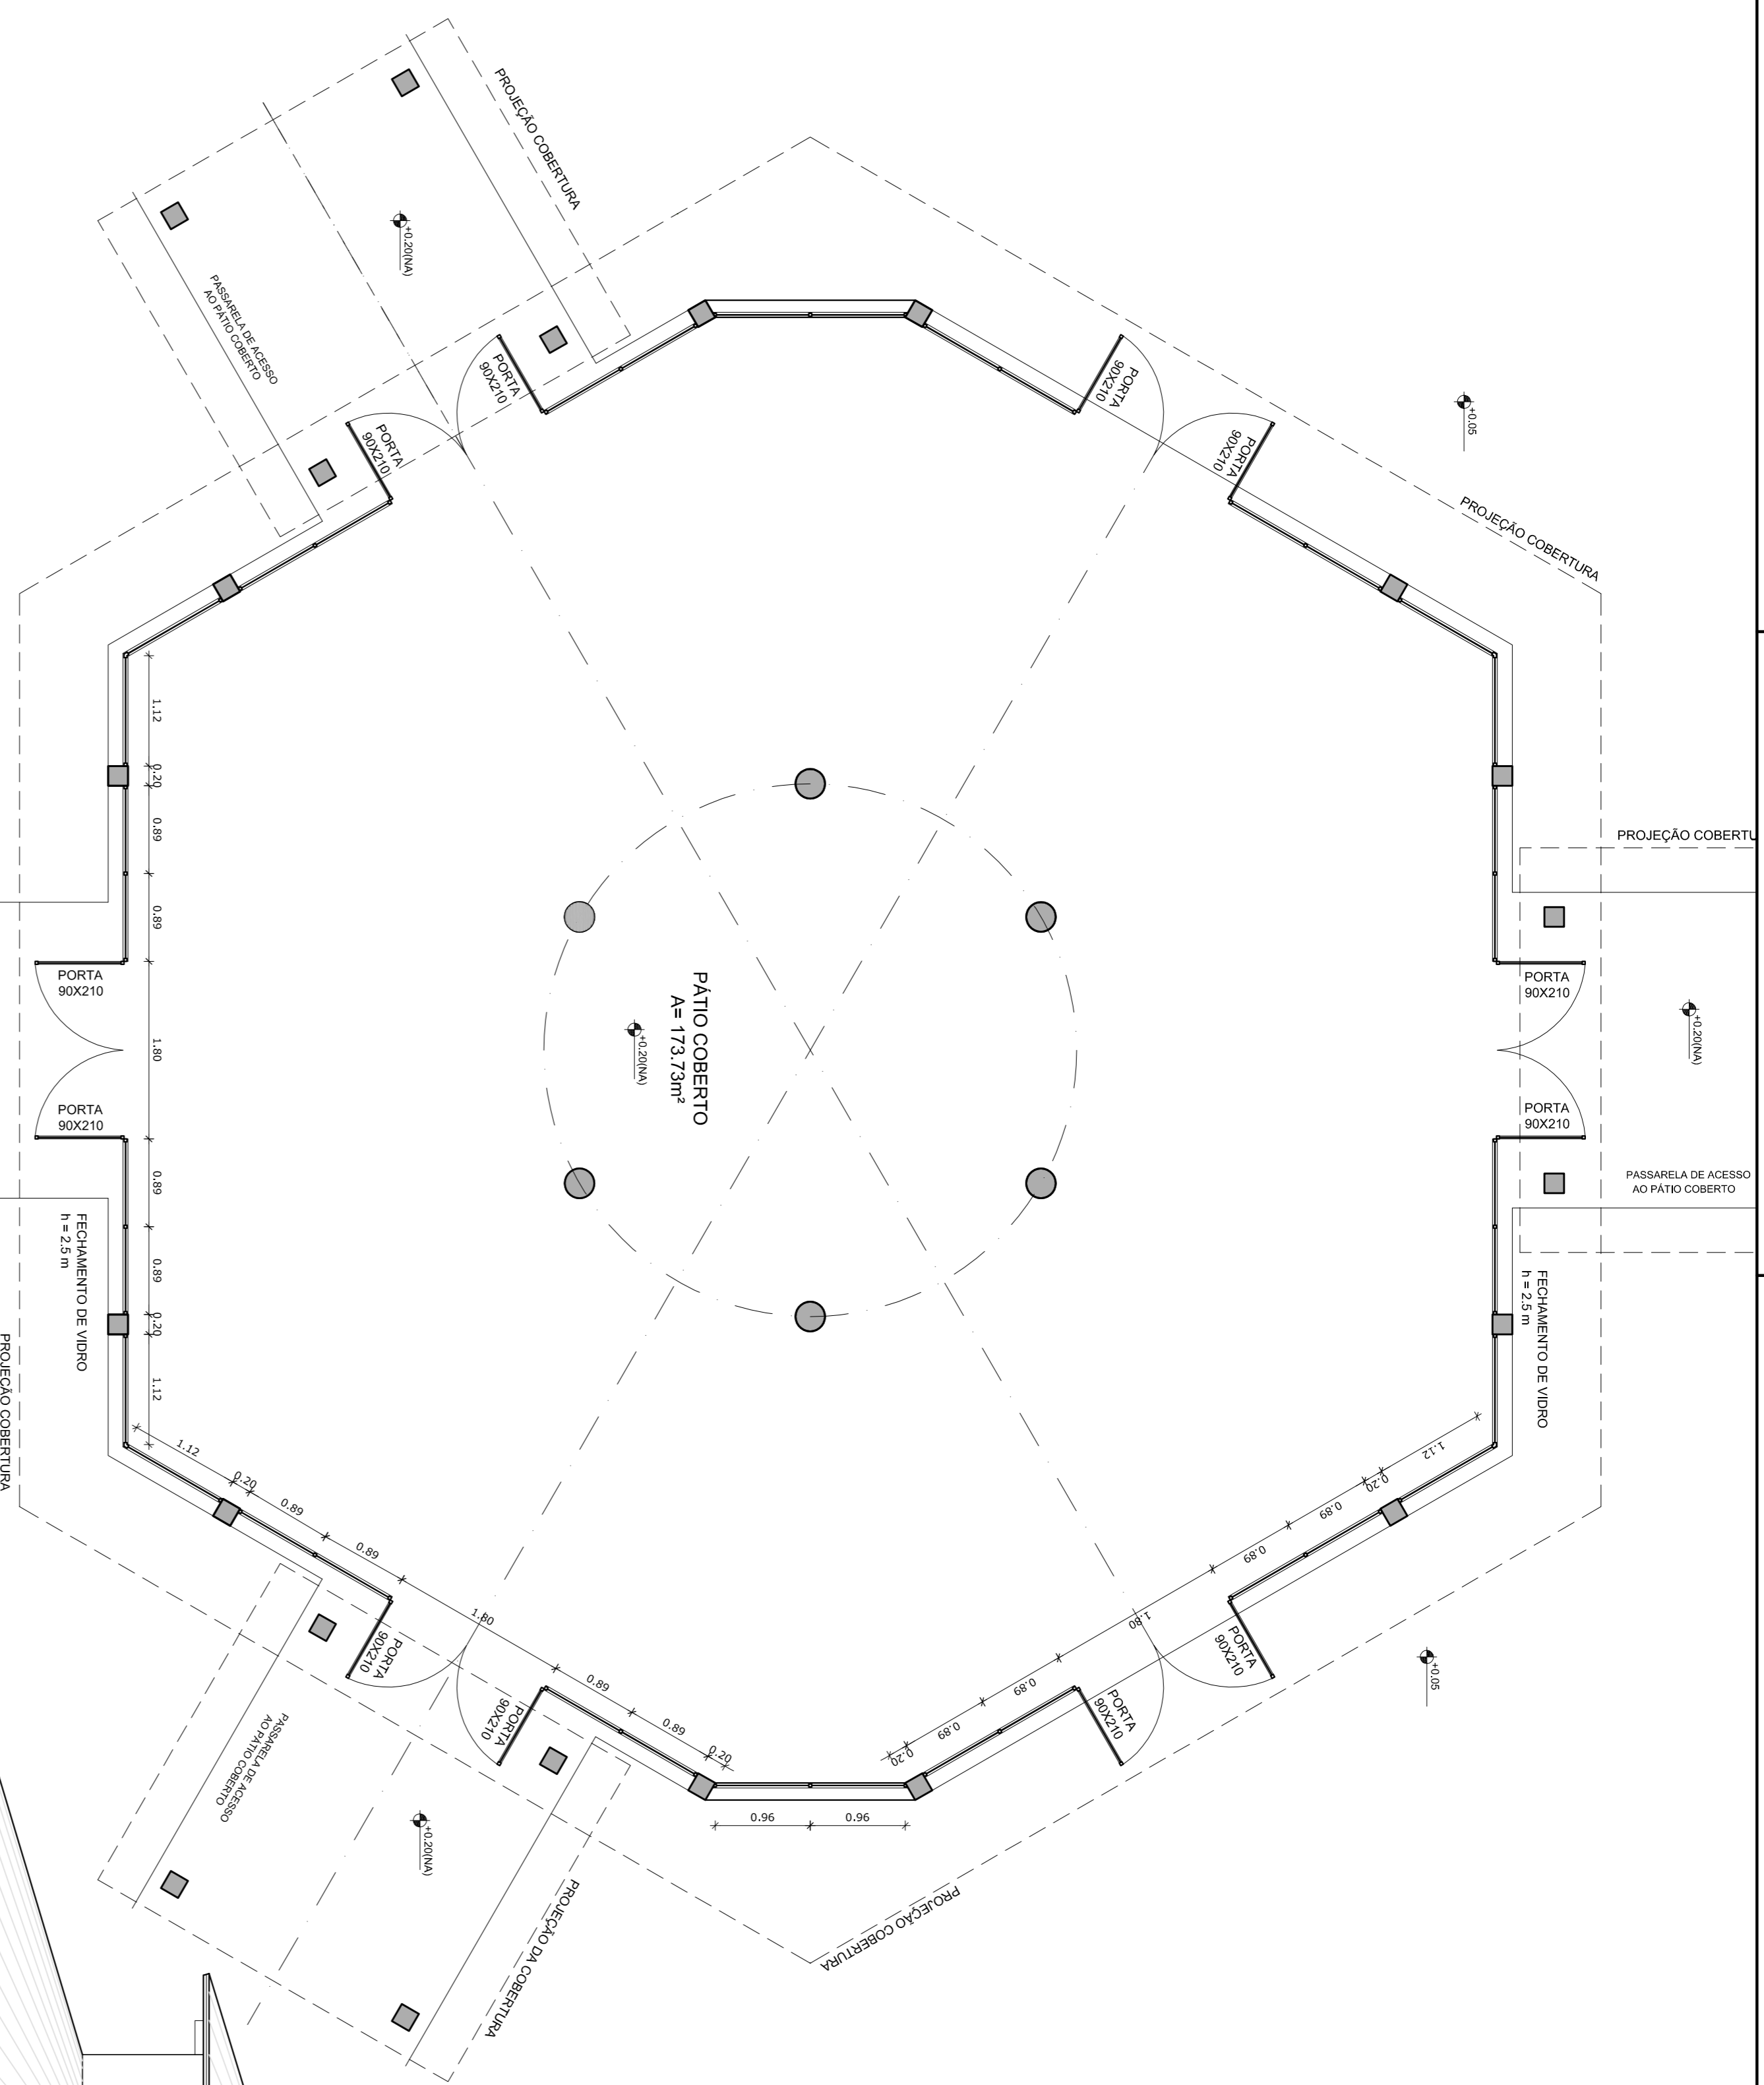 PROJEÇÃO COBERTURA
+0.20(NA)
PASSARELA DE ACESSO
AO PÁTIO COBERTO
PORTA
90X210
PORTA
90X210
PORTA
90X210
PORTA
90X210
+0.05
PROJEÇÃO COBERTURA
1.12
0.20
0.89
0.89
1.80
0.89
0.89
0.20
1.12
PORTA
90X210
PORTA
90X210
FECHAMENTO DE VIDRO
h = 2.5 m
PROJEÇÃO COBERTURA
PÁTIO COBERTO
A= 173.73m²
+0.20(NA)
PROJEÇÃO COBERTU
PORTA
90X210
+0.20(NA)
PORTA
90X210
PASSARELA DE ACESSO
AO PÁTIO COBERTO
FECHAMENTO DE VIDRO
h = 2.5 m
1.12
0.20
0.89
0.89
1.80
0.89
0.89
0.20
1.12
0.20
0.89
0.89
1.80
0.89
0.89
0.20
PORTA
90X210
PORTA
90X210
PORTA
90X210
PORTA
90X210
+0.05
0.96
0.96
PASSARELA DE ACESSO
AO PÁTIO COBERTO
+0.20(NA)
PROJEÇÃO DA COBERTURA
PROJEÇÃO COBERTURA